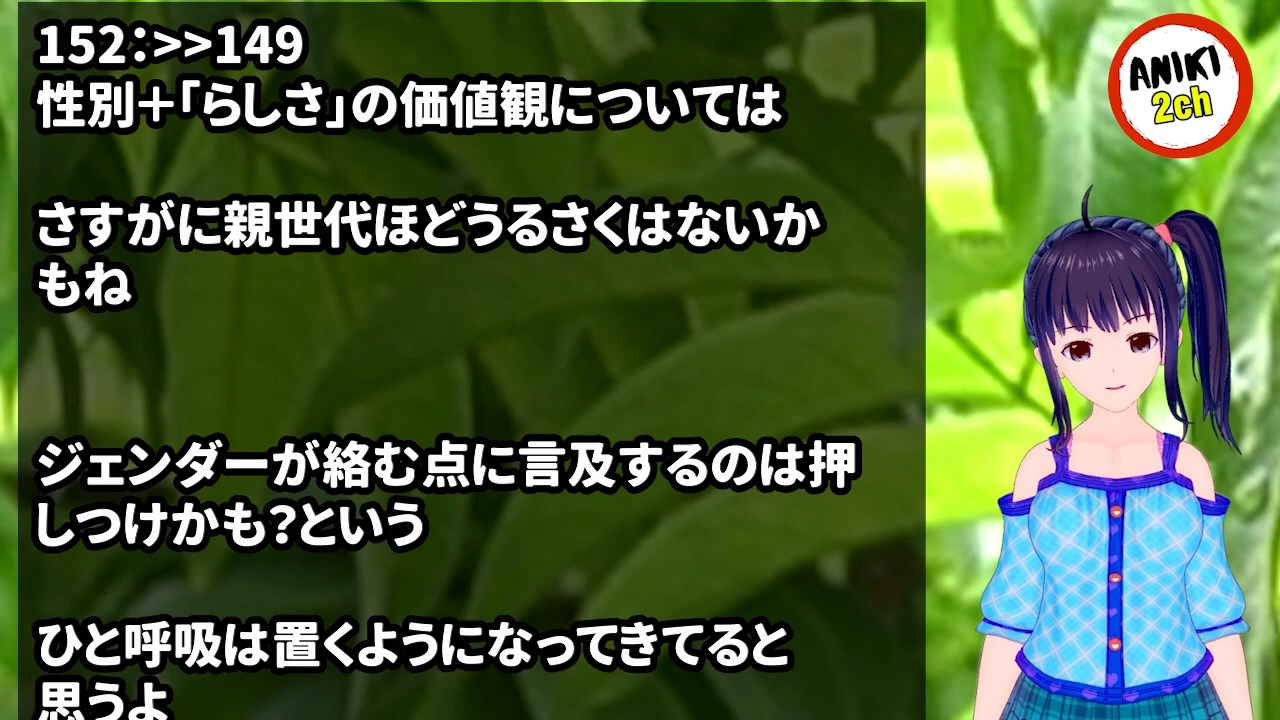 152：>>149
性別＋｢らしさ｣の価値観については
さすがに親世代ほどうるさくはないか
もね
ジェンダーが絡む点に言及するのは押
しつけかも？という
ひと呼吸は置くようになってきてると
思うよ
ANIKI
2ch